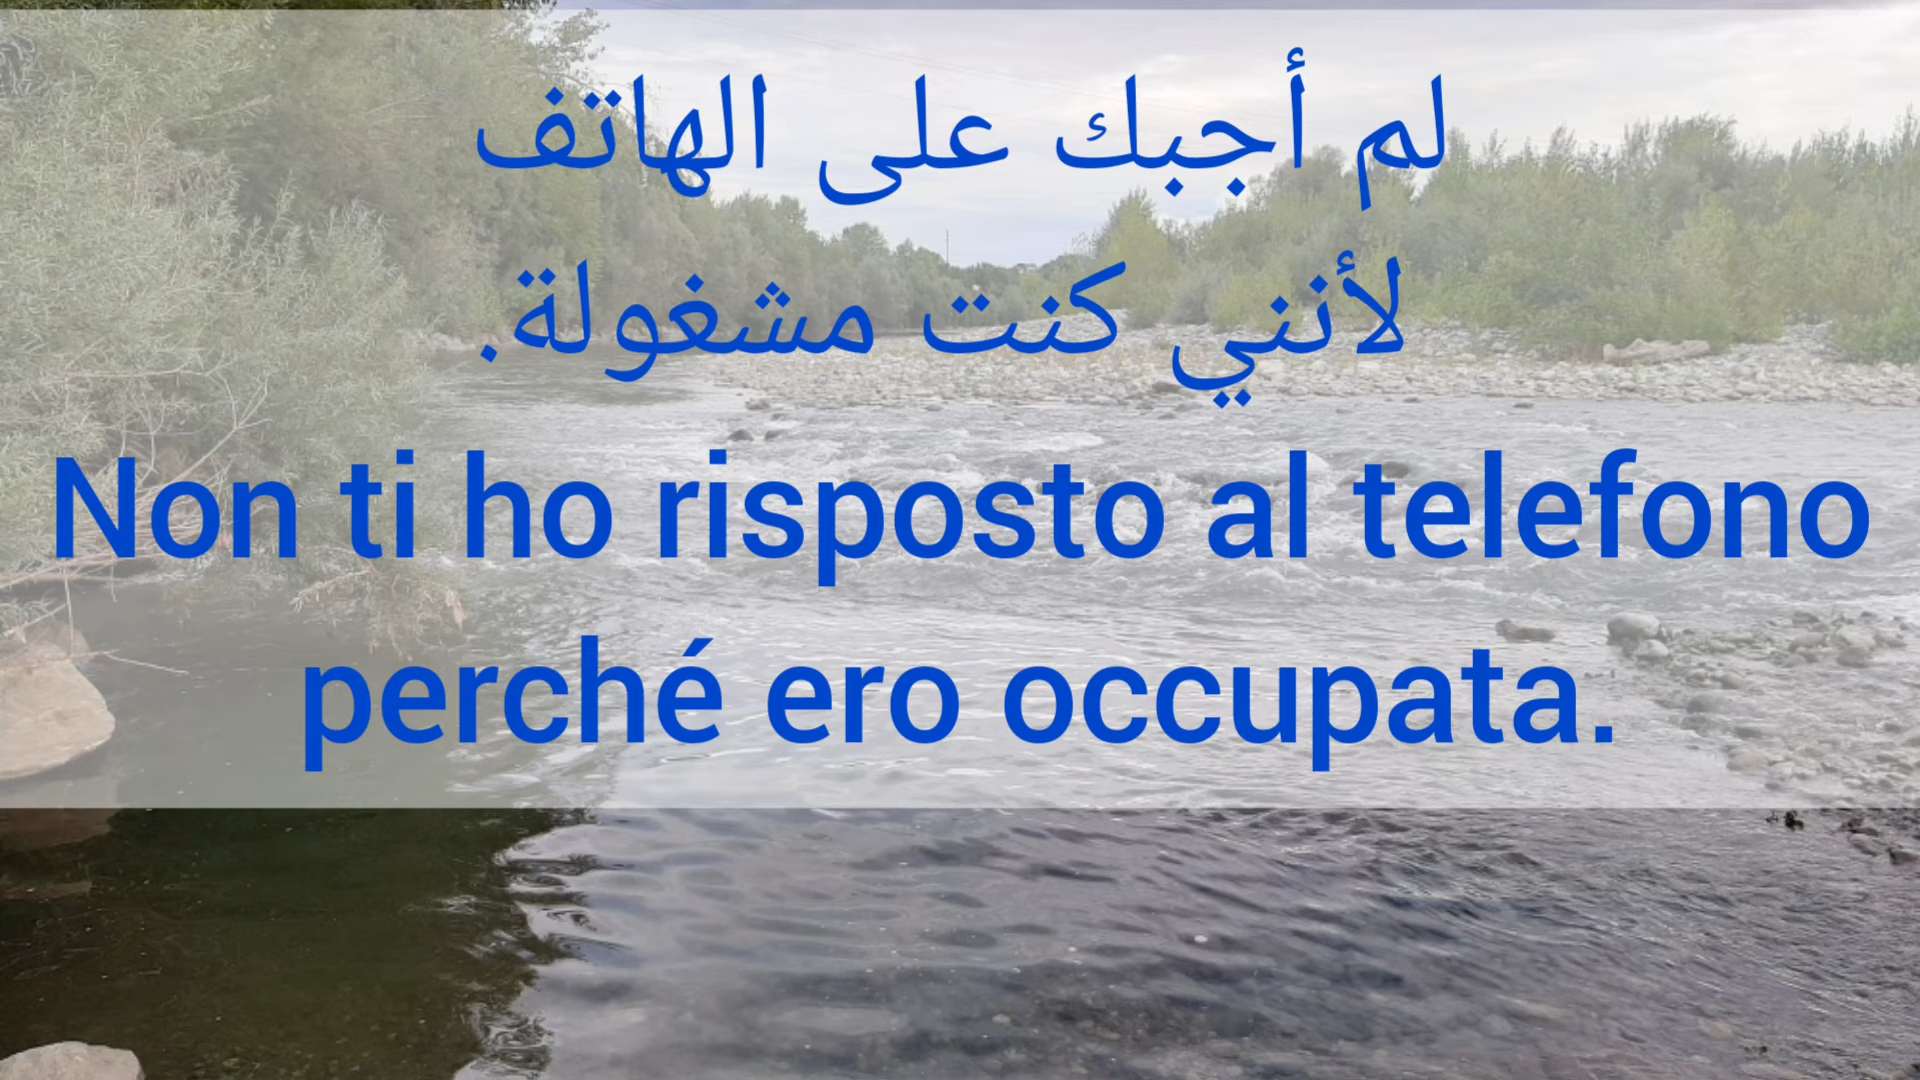 لم أجبك على الهاتف
لأنني كنت مشغولة.
Non ti ho risposto al telefono
perché ero occupata.